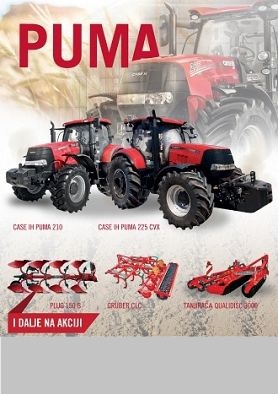 PUMA
CASE IH PUMA 210
CASE IH PUMA 225 CVX
PLUG 150 B
GRUBER CLC
TANJIRAČA QUALIDISC 3000
I DALJE NA AKCIJI